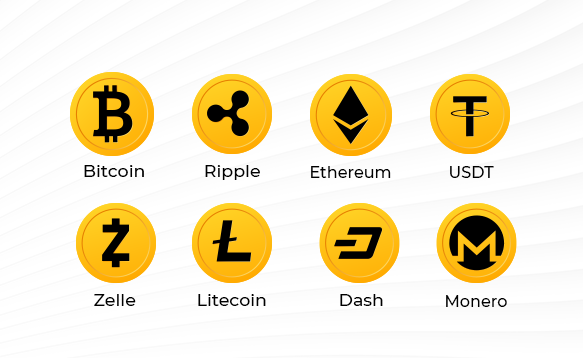 Bitcoin
Ripple
Ethereum
USDT
Zelle
Litecoin
Dash
Monero